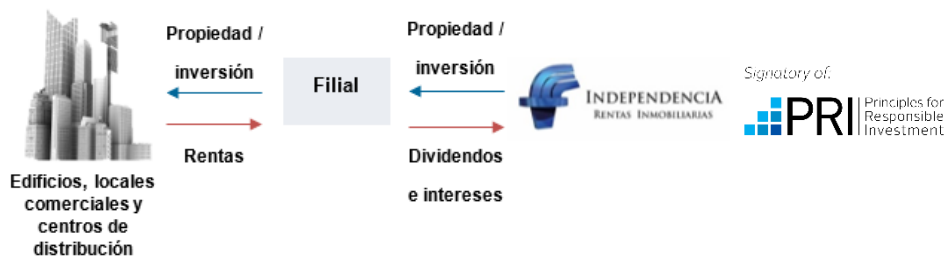 Propiedad /
inversión
Rentas
Edificios, locales
comerciales y
centros de
distribución
Filial
Propiedad /
inversión
Dividendos
e intereses
INDEPENDENCIA
RENTAS INMOBILIARIAS
Signatory of:
PRI
Principles for
Responsible
Investment